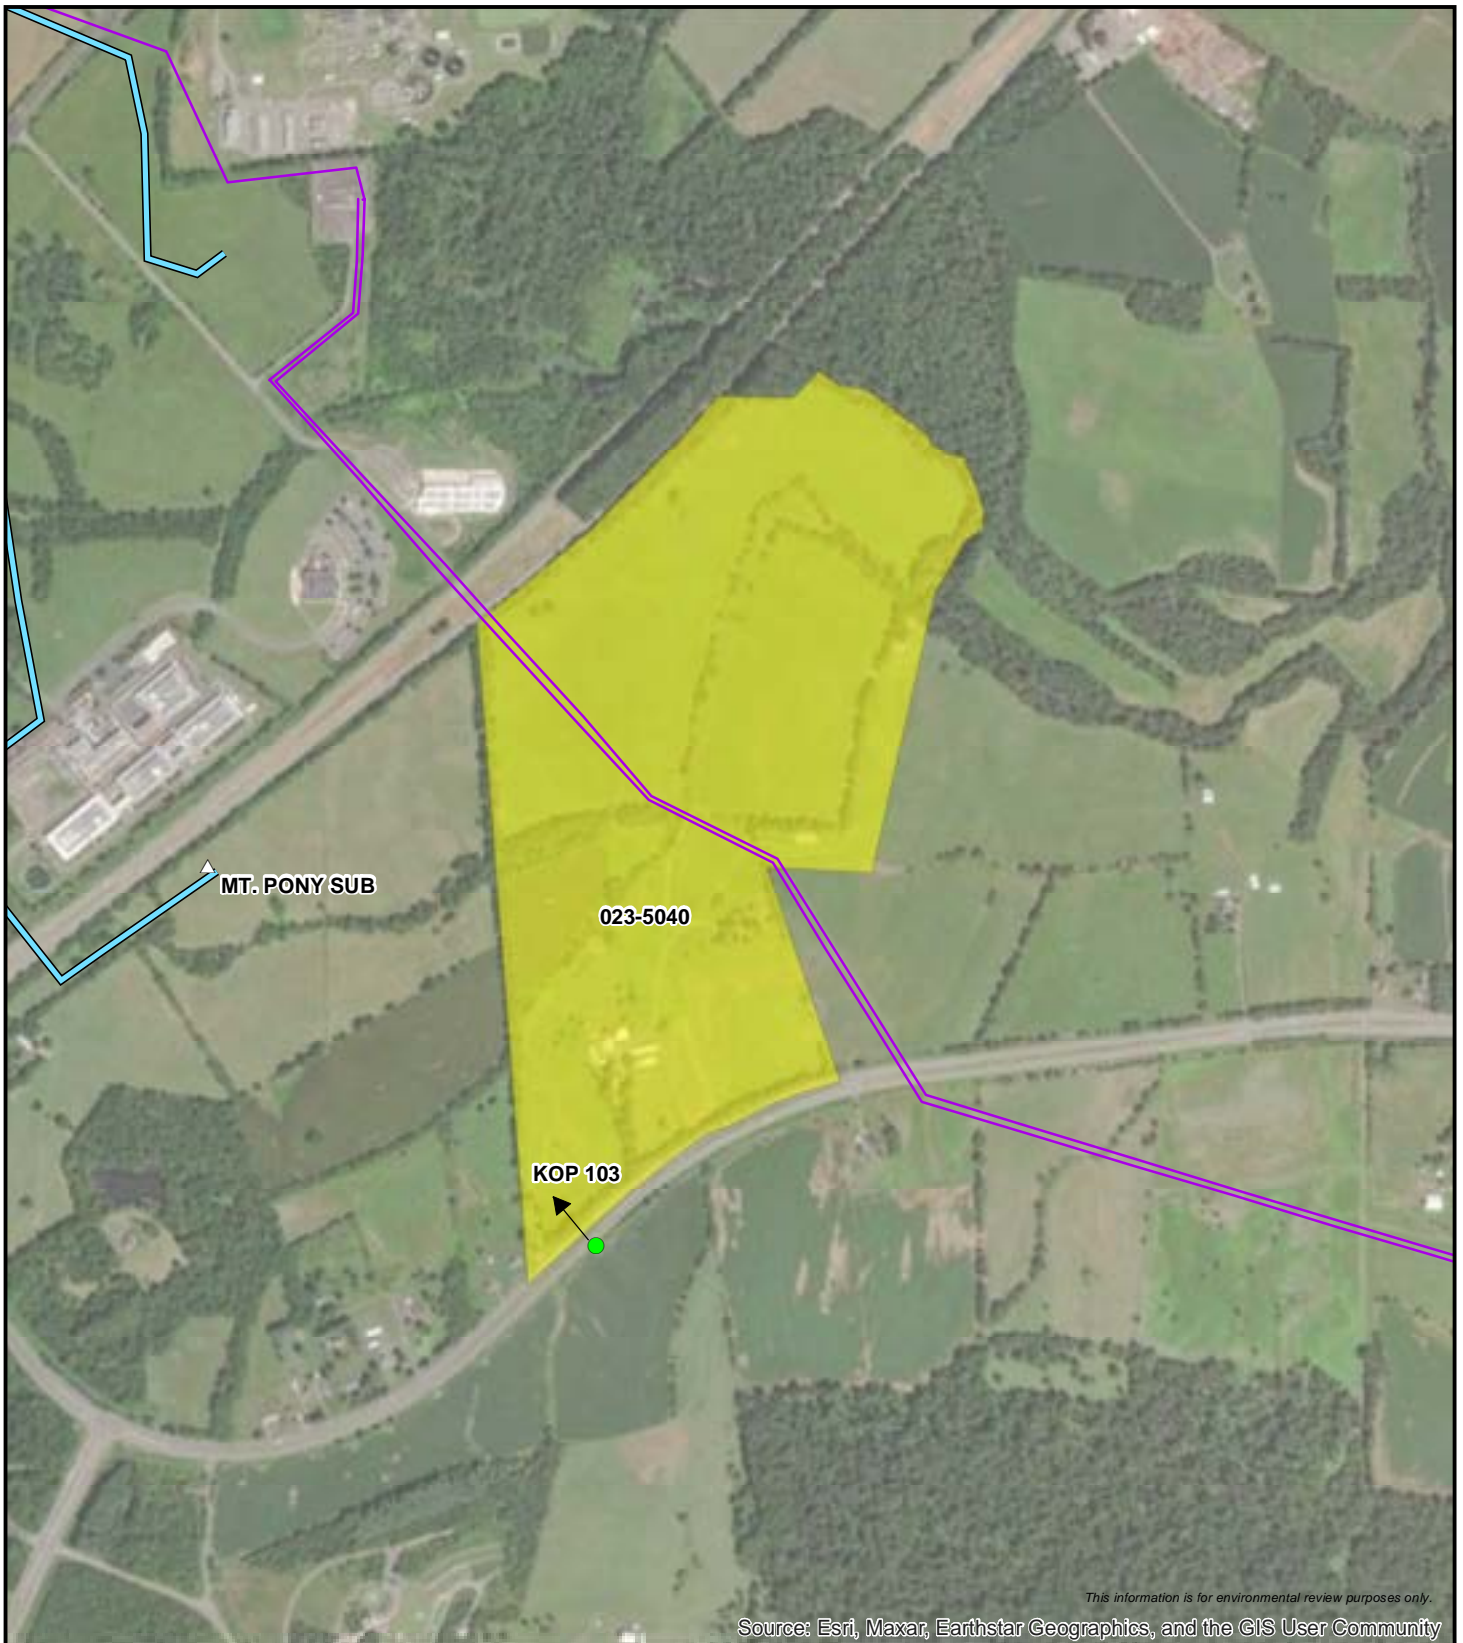 MT. PONY SUB
023-5040
KOP 103
This information is for environmental review purposes only.
Source: Esri, Maxar, Earthstar Geographics, and the GIS User Community